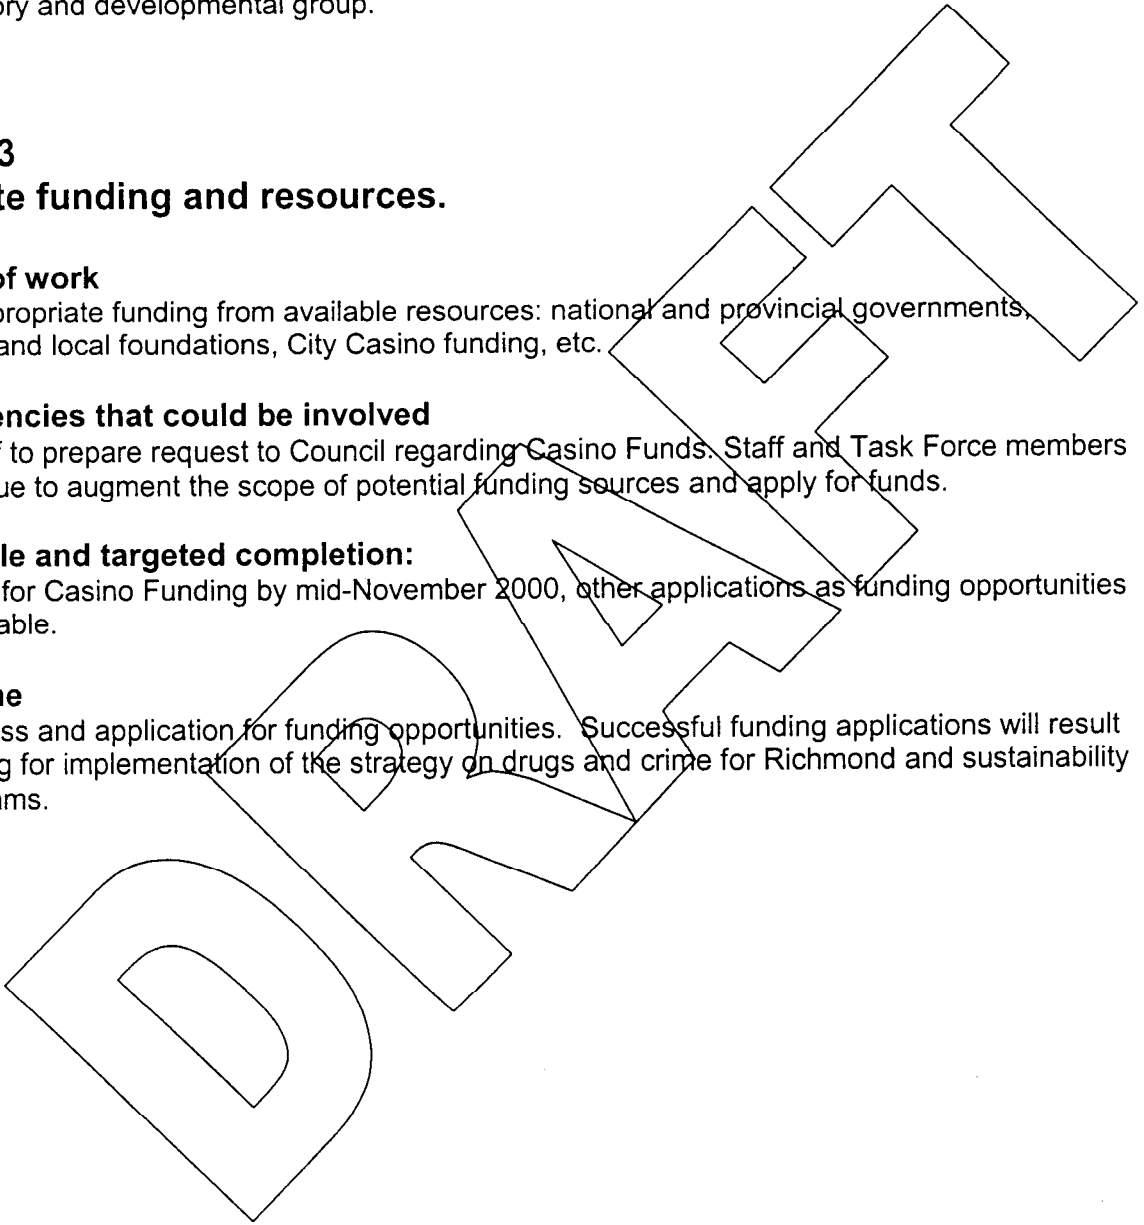 ory and developmental group.
3
te funding and resources.
of work
propriate funding from available resources: national and provincial governments,
and local foundations, City Casino funding, etc.
encies that could be involved
f to prepare request to Council regarding Casino Funds. Staff and Task Force members
ue to augment the scope of potential funding sources and apply for funds.
le and targeted completion:
for Casino Funding by mid-November 2000, other applications as funding opportunities
able.
ne
ss and application for funding opportunities. Successful funding applications will result
g for implementation of the strategy on drugs and crime for Richmond and sustainability
ams.
DRAFT